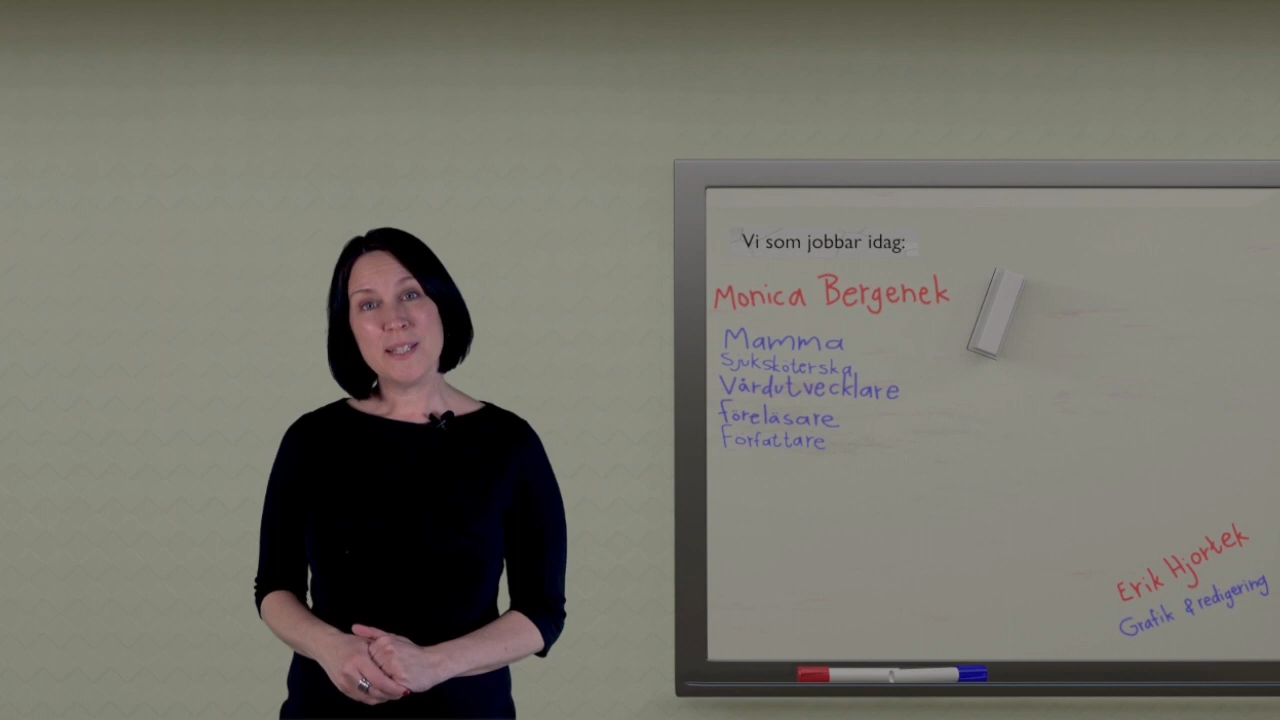 Vi som jobbar idag:
Monica Bergenek
Mamma
Sjuksköterska
Vårdutvecklare
föreläsare
Författare
Erik Hjortek
Grafik & redigering